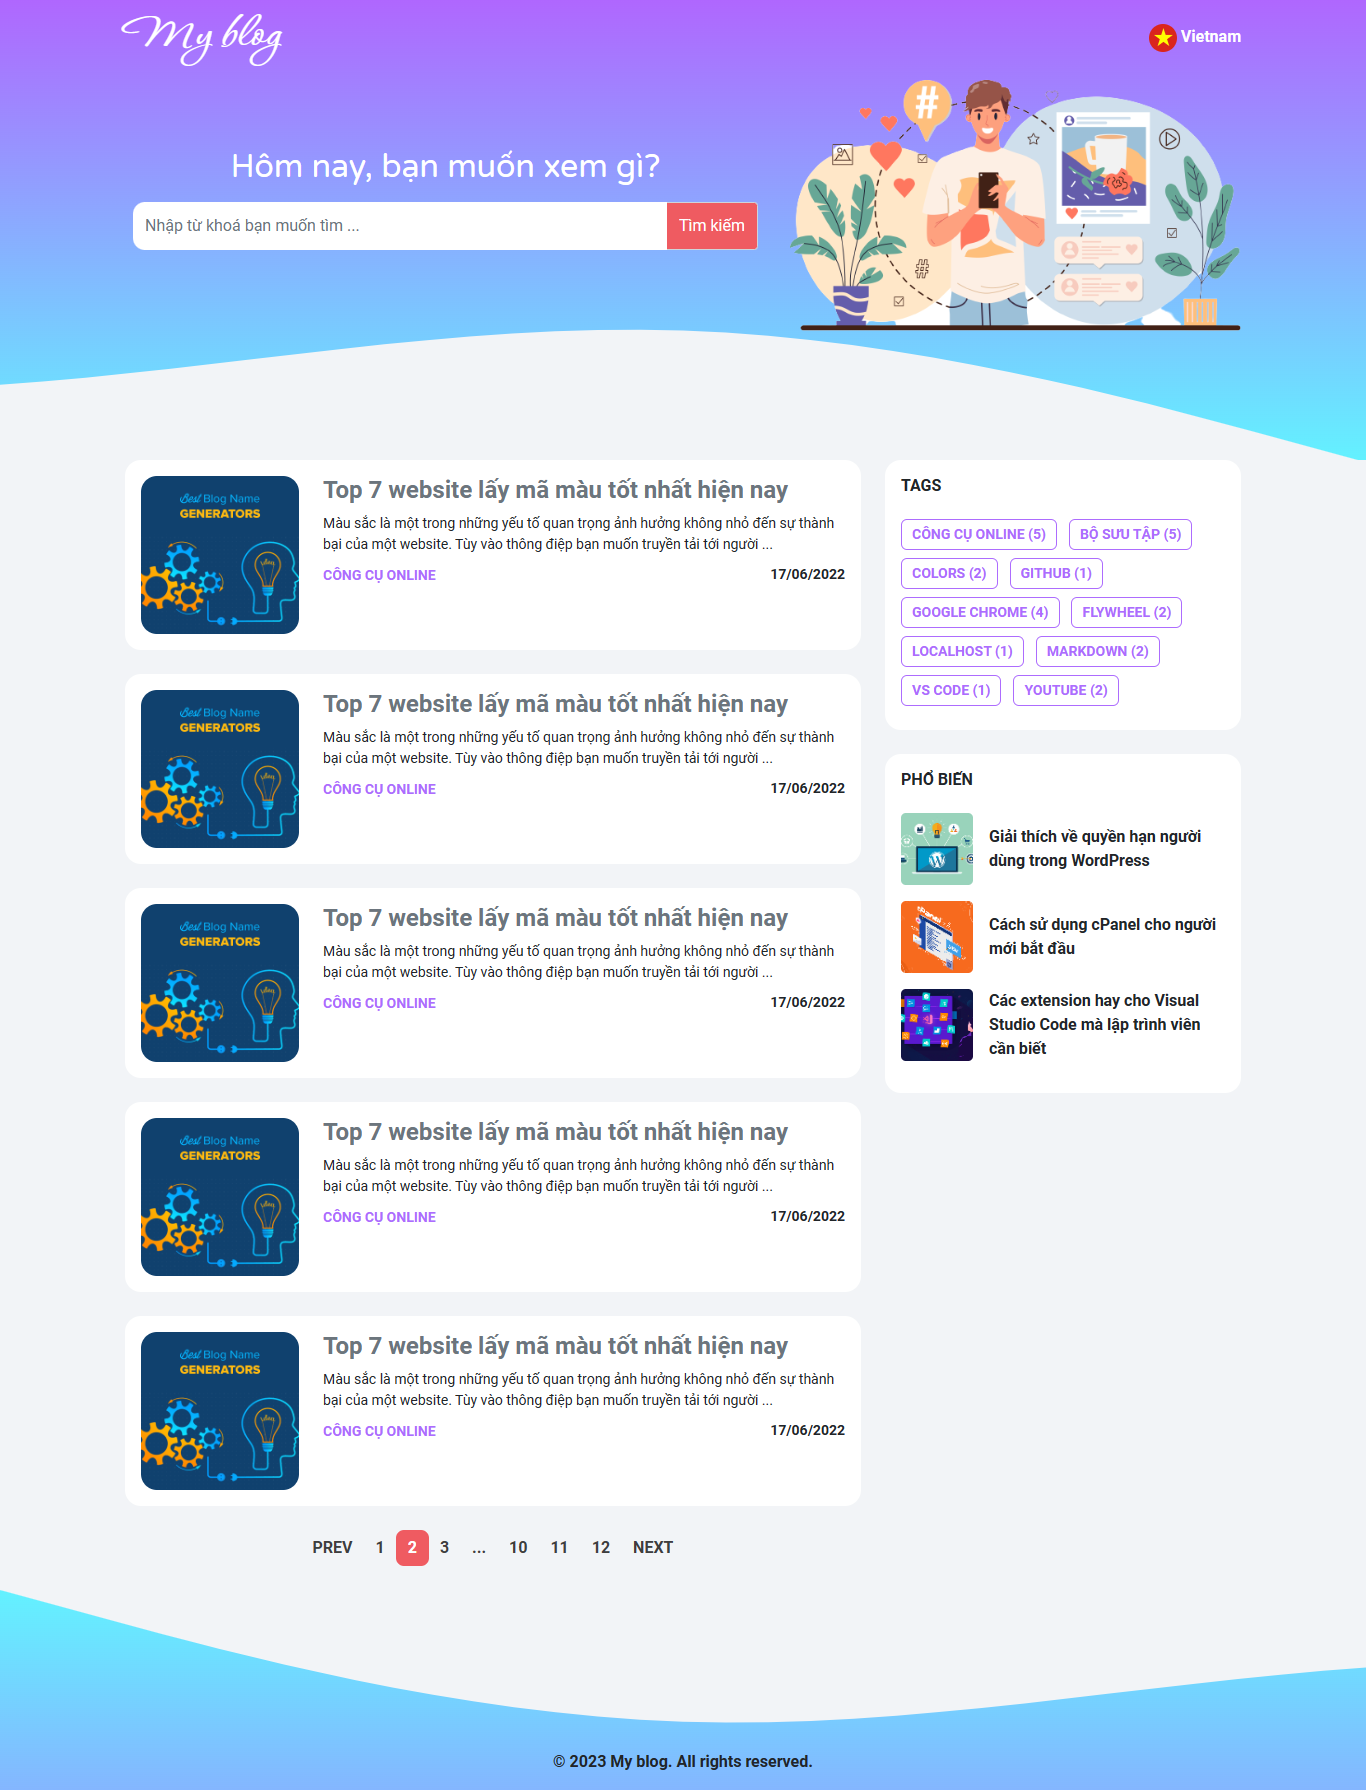 My blog
Vietnam
#
Hôm nay, bạn muốn xem gì?
Nhập từ khoá bạn muốn tìm ...
Tìm kiếm
#
Best Blog Name
GENERATORS
Top 7 website lấy mã màu tốt nhất hiện nay
Màu sắc là một trong những yếu tố quan trọng ảnh hưởng không nhỏ đến sự thành
bại của một website. Tùy vào thông điệp bạn muốn truyền tải tới người ...
CÔNG CỤ ONLINE
17/06/2022
Best Blog Name
GENERATORS
Top 7 website lấy mã màu tốt nhất hiện nay
Màu sắc là một trong những yếu tố quan trọng ảnh hưởng không nhỏ đến sự thành
bại của một website. Tùy vào thông điệp bạn muốn truyền tải tới người ...
CÔNG CỤ ONLINE
17/06/2022
Best Blog Name
GENERATORS
Top 7 website lấy mã màu tốt nhất hiện nay
Màu sắc là một trong những yếu tố quan trọng ảnh hưởng không nhỏ đến sự thành
bại của một website. Tùy vào thông điệp bạn muốn truyền tải tới người ...
CÔNG CỤ ONLINE
17/06/2022
Best Blog Name
GENERATORS
Top 7 website lấy mã màu tốt nhất hiện nay
Màu sắc là một trong những yếu tố quan trọng ảnh hưởng không nhỏ đến sự thành
bại của một website. Tùy vào thông điệp bạn muốn truyền tải tới người ...
CÔNG CỤ ONLINE
17/06/2022
Best Blog Name
GENERATORS
Top 7 website lấy mã màu tốt nhất hiện nay
Màu sắc là một trong những yếu tố quan trọng ảnh hưởng không nhỏ đến sự thành
bại của một website. Tùy vào thông điệp bạn muốn truyền tải tới người ...
CÔNG CỤ ONLINE
17/06/2022
PREV 1 2 3 ... 10 11 12 NEXT
TAGS
CÔNG CỤ ONLINE (5) BỘ SƯU TẬP (5)
COLORS (2) GITHUB (1)
GOOGLE CHROME (4) FLYWHEEL (2)
LOCALHOST (1) MARKDOWN (2)
VS CODE (1) YOUTUBE (2)
PHỔ BIẾN
Giải thích về quyền hạn người
dùng trong WordPress
Cách sử dụng cPanel cho người
mới bắt đầu
Các extension hay cho Visual
Studio Code mà lập trình viên
cần biết
© 2023 My blog. All rights reserved.